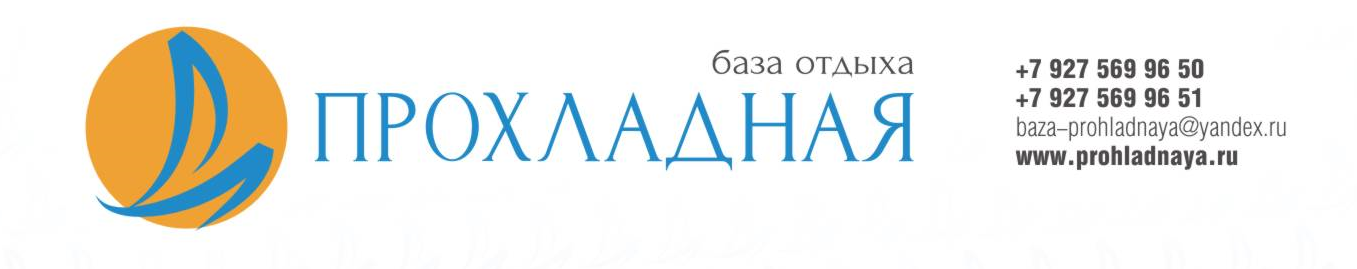 база отдыха
ПРОХЛАДНАЯ
+7 927 569 96 50
+7 927 569 96 51
baza-prohladnaya@yandex.ru
www.prohladnaya.ru